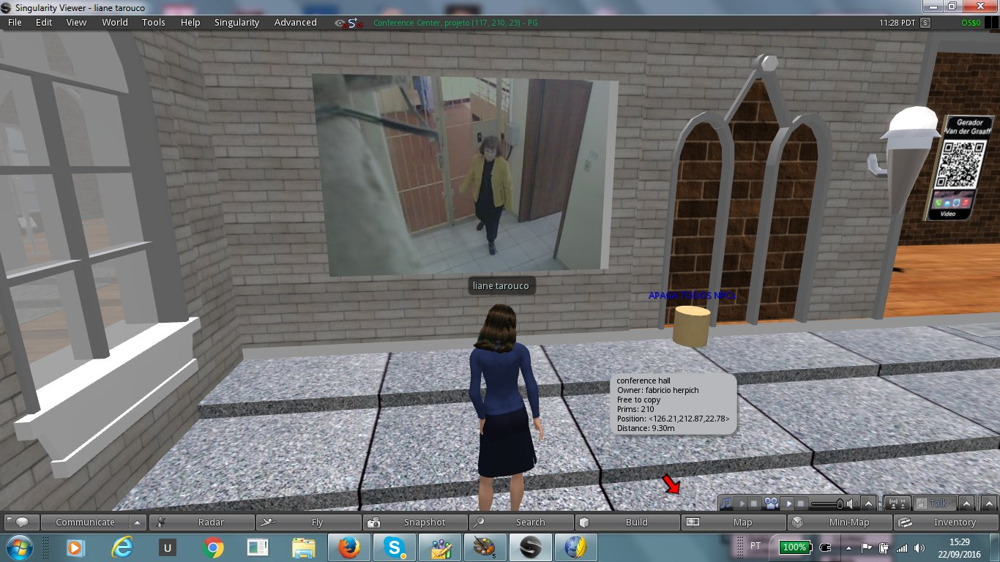 Singularity Viewer - liane tarouco
File Edit View World Tools Help Singularity Advanced
Conference Center, projeto (117, 210, 23) - PG
11:28 PDT $ OS$0
Gerador
Van der Graaff
Video
liane tarouco
APAGA TODOS NPCs
conference hall
Owner: fabricio herpich
Free to copy
Prims: 210
Position: <126.21,212.87,22.78>
Distance: 9.30m
Talk
Communicate Radar Fly Snapshot Search Build Map Mini-Map Inventory
U
PT 100%
15:29
22/09/2016